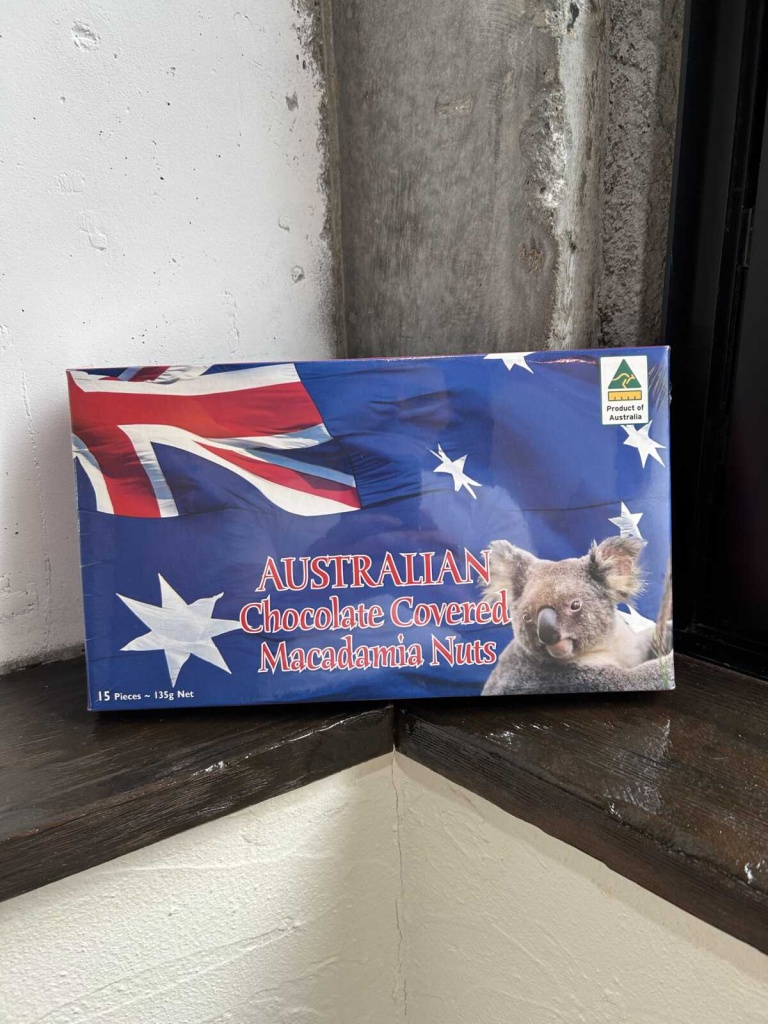 Product of
Australia
AUSTRALIAN
Chocolate Covered
Macadamia Nuts
15 Pieces ~ 135g Net